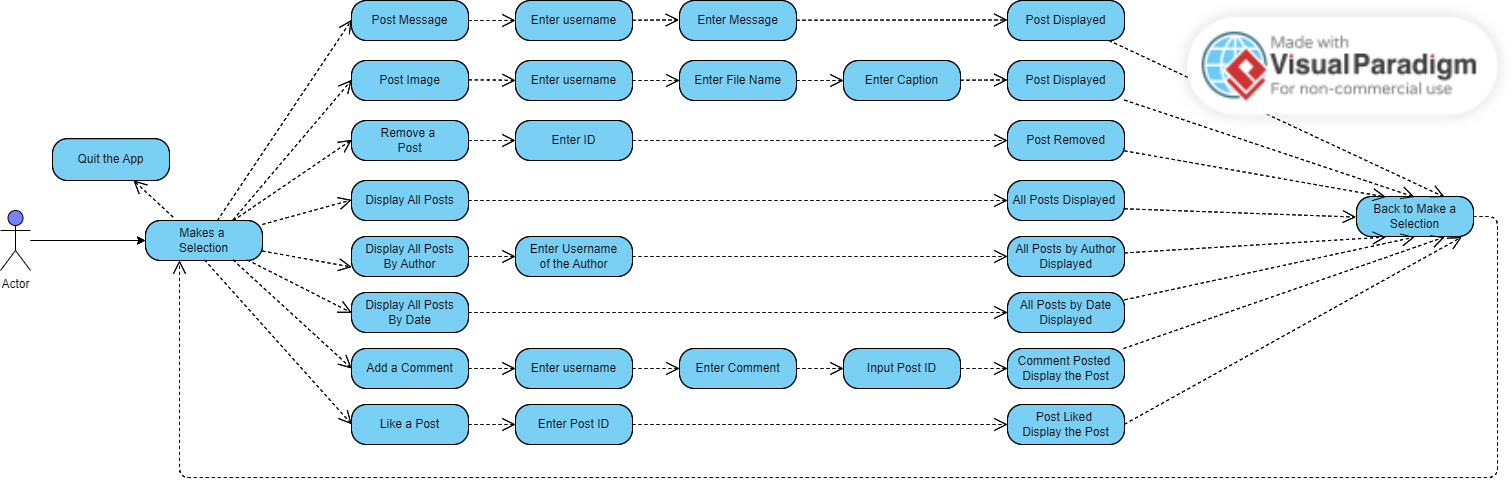 Post Message
Enter username
Enter Message
Post Displayed
Made with
Visual Paradigm
For non-commercial use
Post Image
Enter username
Enter File Name
Enter Caption
Post Displayed
Remove a
Post
Enter ID
Post Removed
Quit the App
Display All Posts
All Posts Displayed
Back to Make a
Selection
Makes a
Selection
Display All Posts
By Author
Enter Username
of the Author
All Posts by Author
Displayed
Actor
Display All Posts
By Date
All Posts by Date
Displayed
Add a Comment
Enter username
Enter Comment
Input Post ID
Comment Posted
Display the Post
Like a Post
Enter Post ID
Post Liked
Display the Post